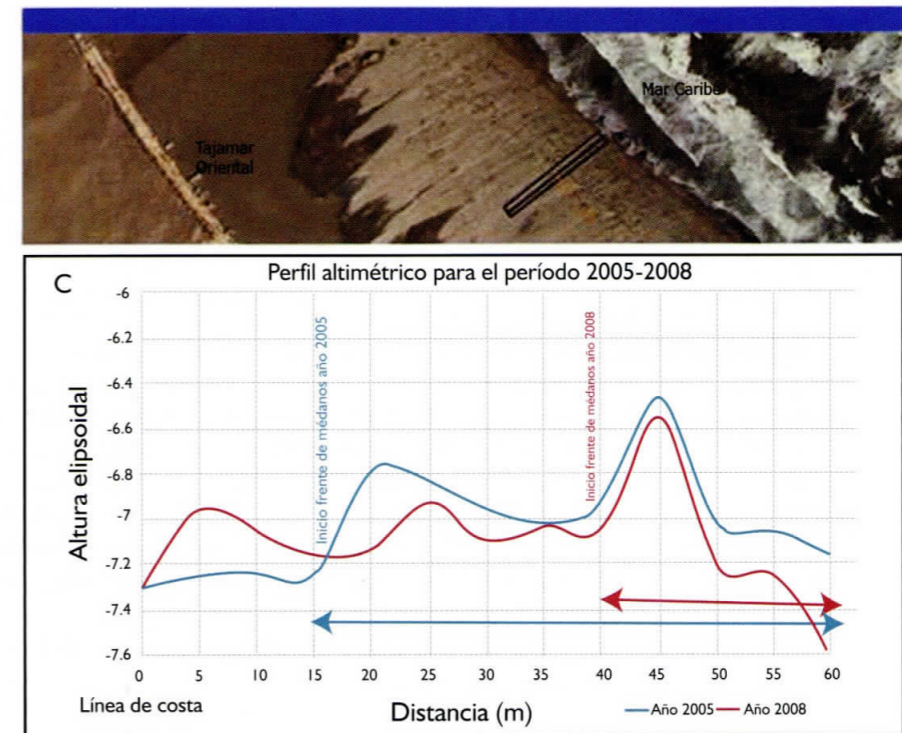 Mar Caribe
Tajamar
Oriental
C
Perfil altimétrico para el período 2005-2008
Altura elipsoidal
-6
-6.2
-6.4
-6.6
-6.8
-7
-7.2
-7.4
-7.6
Inicio frente de médanos año 2005
Inicio frente de médanos año 2008
0 5 10 15 20 25 30 35 40 45 50 55 60
Línea de costa
Distancia (m)
Año 2005
Año 2008